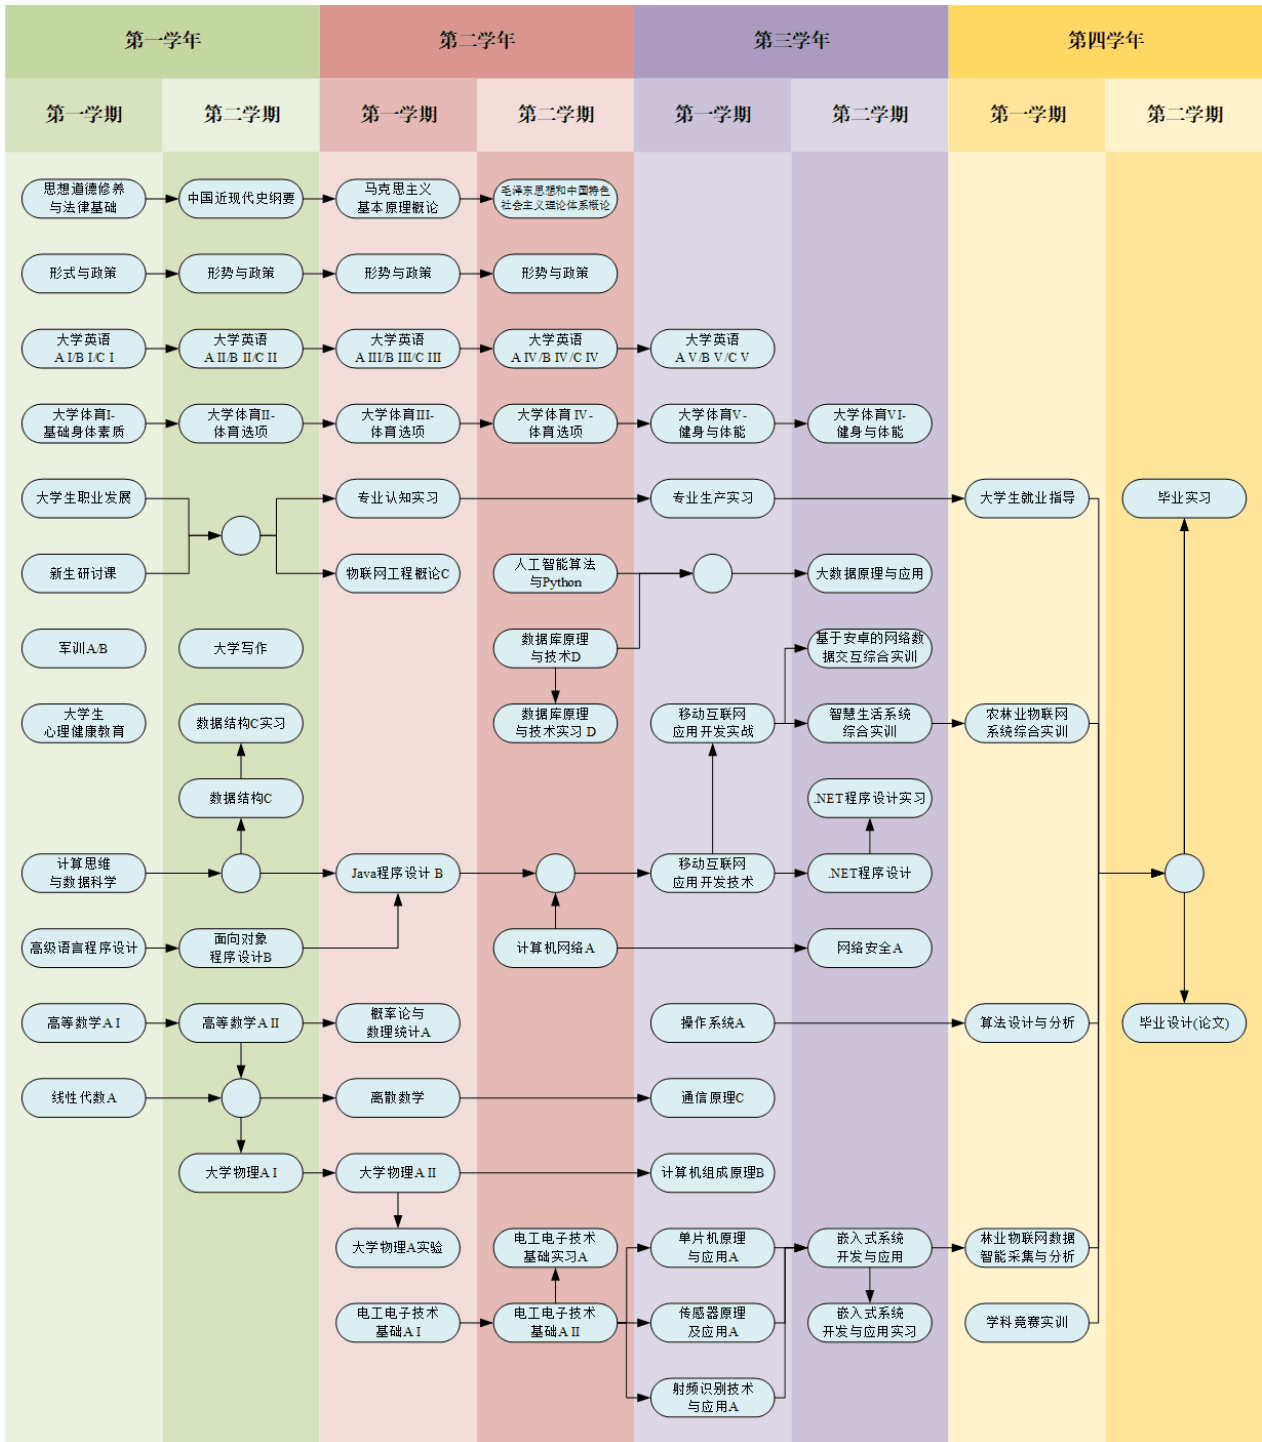 第一学年
第二学年
第三学年
第四学年
第一学期
第二学期
第一学期
第二学期
第一学期
第二学期
第一学期
第二学期
思想道德修养
与法律基础
中国近现代史纲要
马克思主义
基本原理概论
毛泽东思想和中国特色
社会主义理论体系概论
形式与政策
形势与政策
形势与政策
形势与政策
大学英语
A I/B I/C I
大学英语
A II/B II/C II
大学英语
A III/B III/C III
大学英语
A IV/B IV/C IV
大学英语
A V/B V/C V
大学体育I-
基础身体素质
大学体育II-
体育选项
大学体育III-
体育选项
大学体育 IV-
体育选项
大学体育V-
健身与体能
大学体育VI-
健身与体能
大学生职业发展
专业认知实习
专业生产实习
大学生就业指导
毕业实习
新生研讨课
物联网工程概论C
人工智能算法
与Python
大数据原理与应用
军训A/B
大学写作
数据库原理
与技术D
基于安卓的网络数
据交互综合实训
大学生
心理健康教育
数据结构C实习
数据库原理
与技术实习 D
移动互联网
应用开发实战
智慧生活系统
综合实训
农林业物联网
系统综合实训
数据结构C
.NET程序设计实习
计算思维
与数据科学
Java程序设计 B
移动互联网
应用开发技术
.NET程序设计
高级语言程序设计
面向对象
程序设计B
计算机网络A
网络安全A
高等数学A I
高等数学A II
概率论与
数理统计A
操作系统A
算法设计与分析
毕业设计(论文)
线性代数A
离散数学
通信原理C
大学物理A I
大学物理A II
计算机组成原理B
大学物理A实验
电工电子技术
基础实习A
单片机原理
与应用A
嵌入式系统
开发与应用
林业物联网数据
智能采集与分析
电工电子技术
基础A I
电工电子技术
基础A II
传感器原理
及应用A
嵌入式系统
开发与应用实习
学科竞赛实训
射频识别技术
与应用A